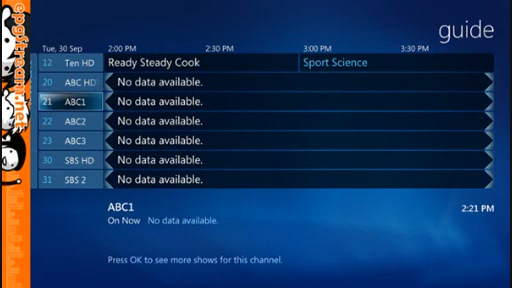 guide
Tue, 30 Sep 2:00 PM 2:30 PM 3:00 PM 3:30 PM
12 Ten HD Ready Steady Cook Sport Science
20 ABC HD No data available.
21 ABC1 No data available.
22 ABC2 No data available.
23 ABC3 No data available.
30 SBS HD No data available.
31 SBS 2 No data available.
ABC1 2:21 PM
On Now No data available.
Press OK to see more shows for this channel.
epgstream.net